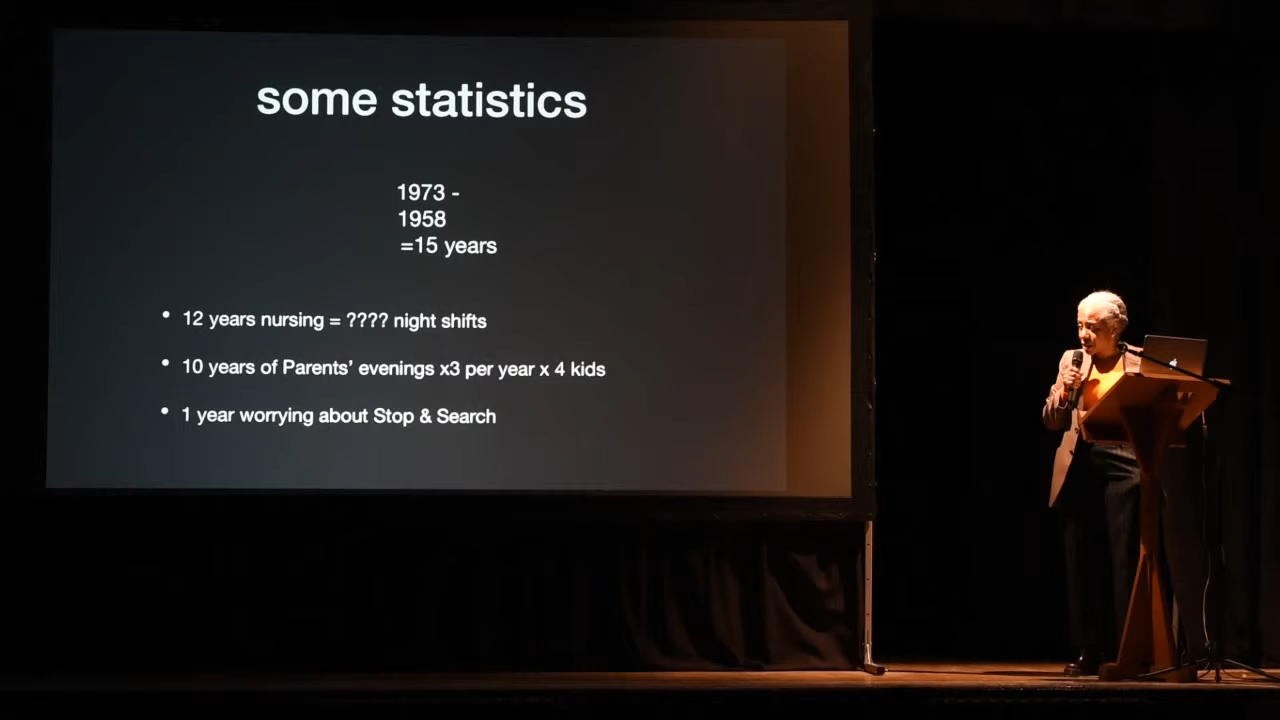 some statistics
1973 -
1958
=15 years
• 12 years nursing = ???? night shifts
• 10 years of Parents’ evenings x3 per year x 4 kids
• 1 year worrying about Stop & Search